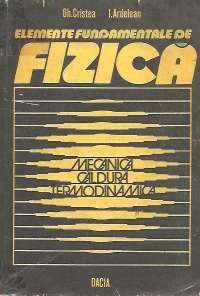 Gh.Cristea I.Ardelean
ELEMENTE FUNDAMENTALE DE
FIZICĂ
MECANICĂ
CĂLDURĂ
TERMODINAMICĂ
DACIA